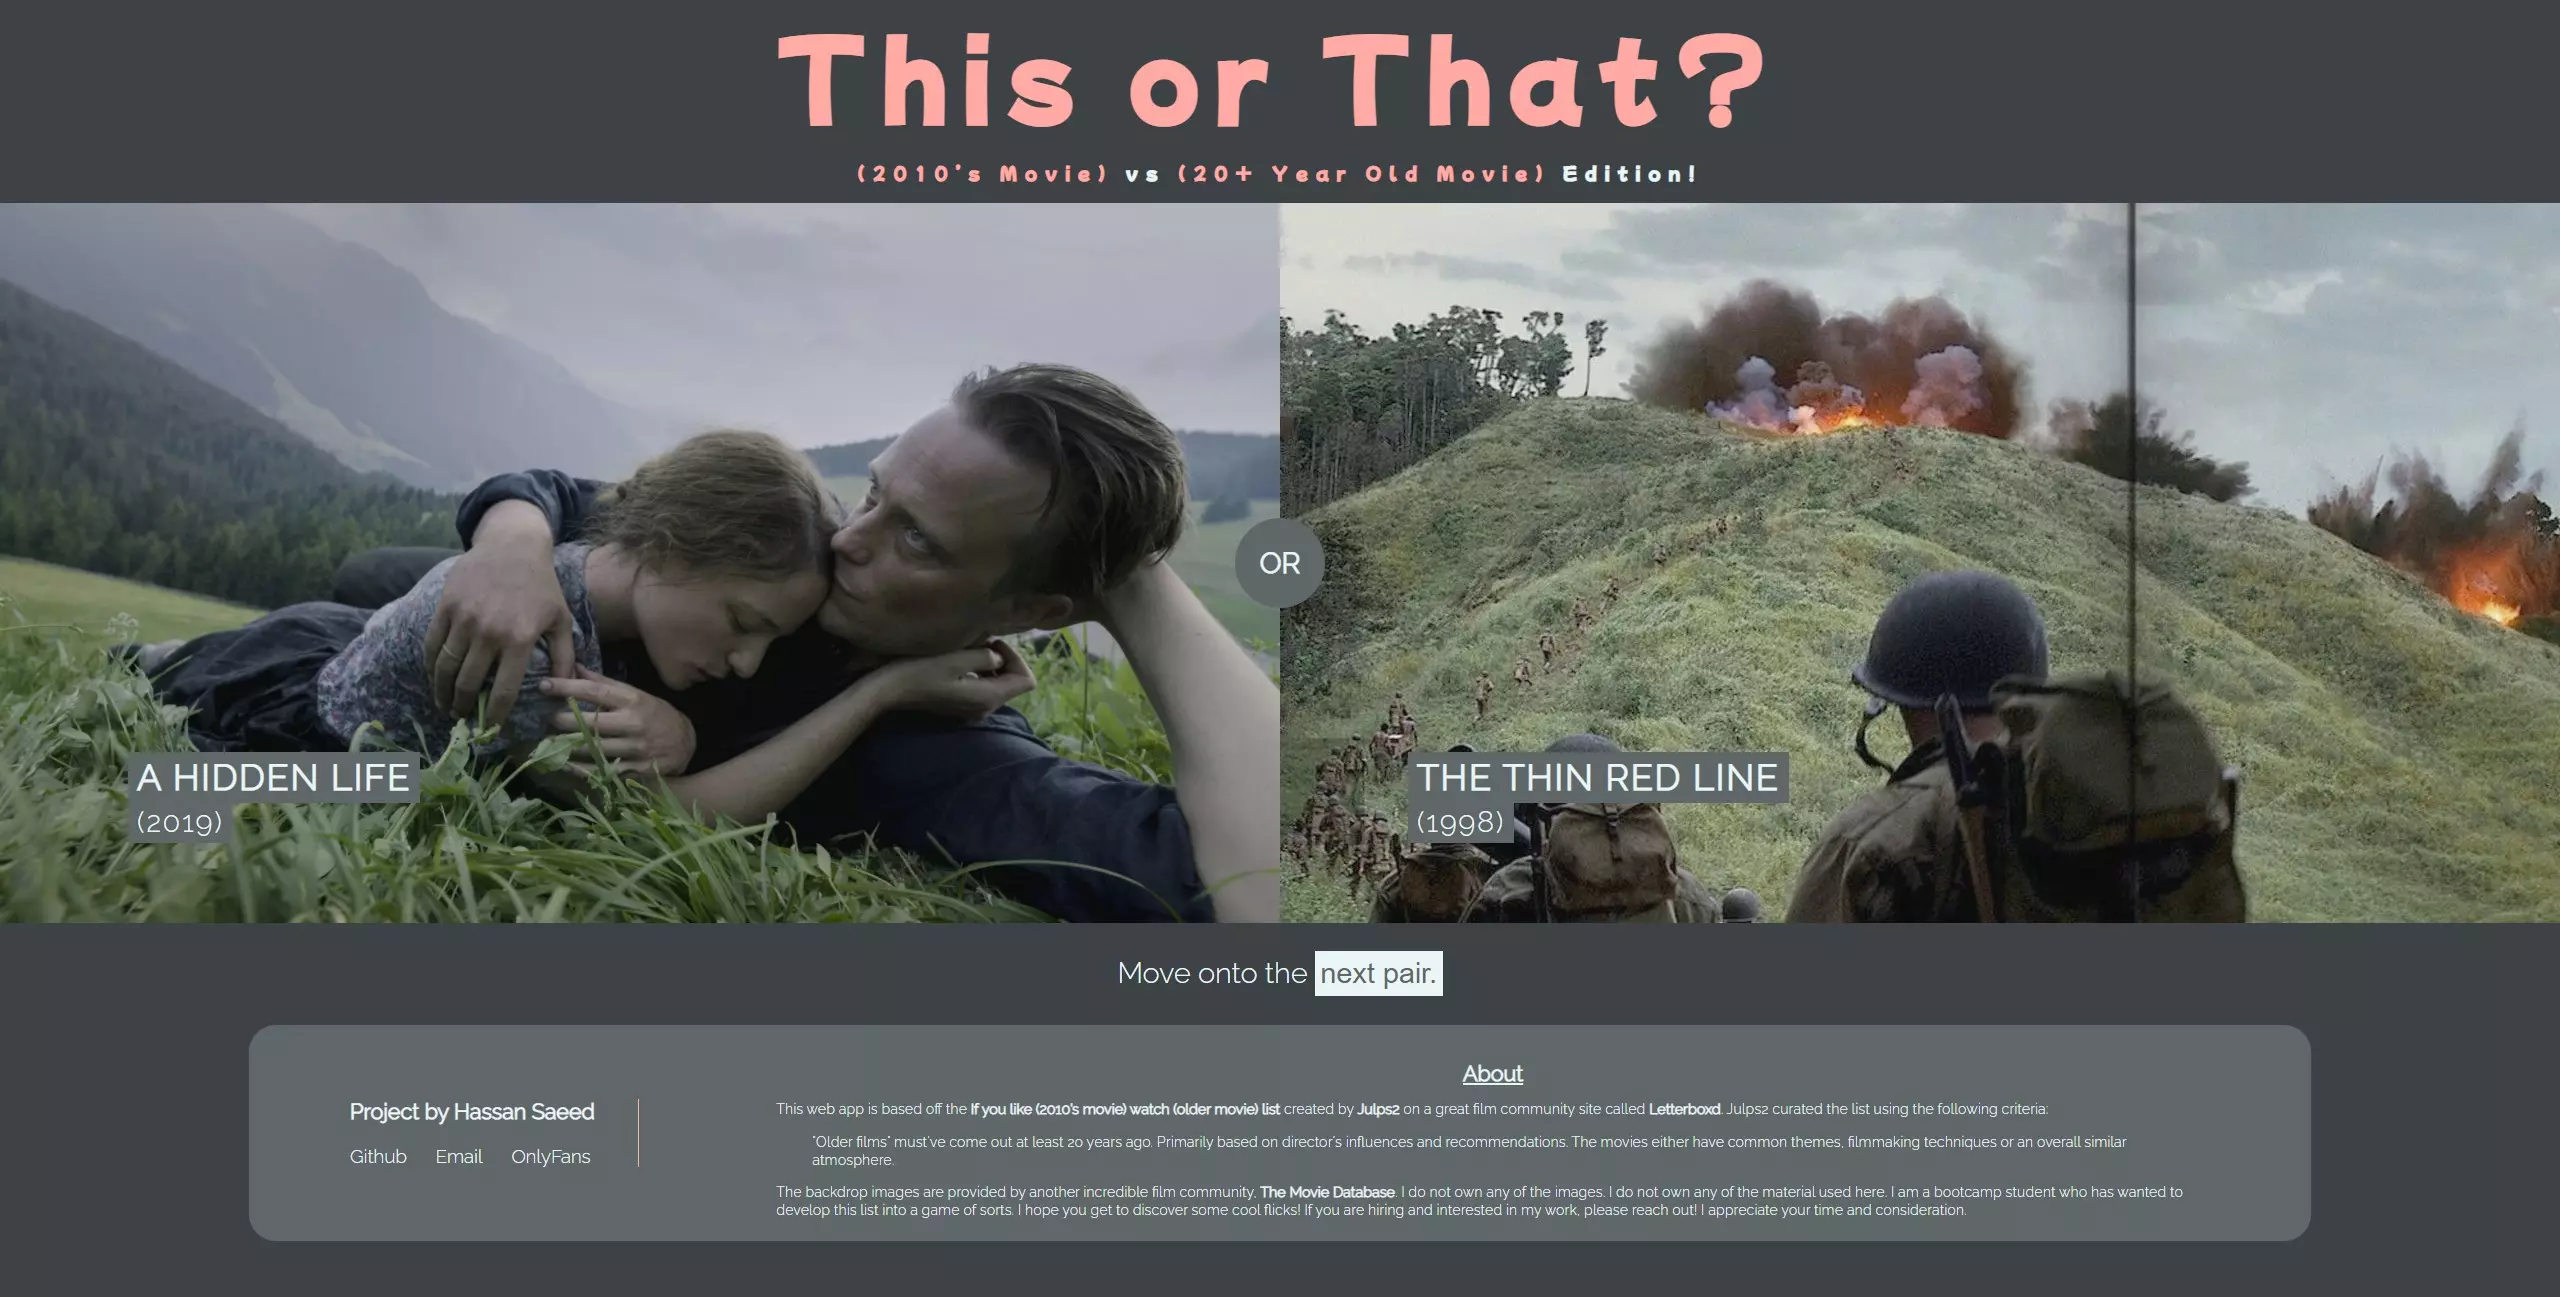 This or That?
(2010's Movie) vs (20+ Year Old Movie) Edition!
OR
A HIDDEN LIFE
(2019)
THE THIN RED LINE
(1998)
Move onto the next pair.
Project by Hassan Saeed
Github Email OnlyFans
About
This web app is based off the If you like (2010's movie) watch (older movie) list created by Julps2 on a great film community site called Letterboxd. Julps2 curated the list using the following criteria:
"Older films" must've come out at least 20 years ago. Primarily based on director's influences and recommendations. The movies either have common themes, filmmaking techniques or an overall similar
atmosphere.
The backdrop images are provided by another incredible film community, The Movie Database. I do not own any of the images. I do not own any of the material used here. I am a bootcamp student who has wanted to
develop this list into a game of sorts. I hope you get to discover some cool flicks! If you are hiring and interested in my work, please reach out! I appreciate your time and consideration.